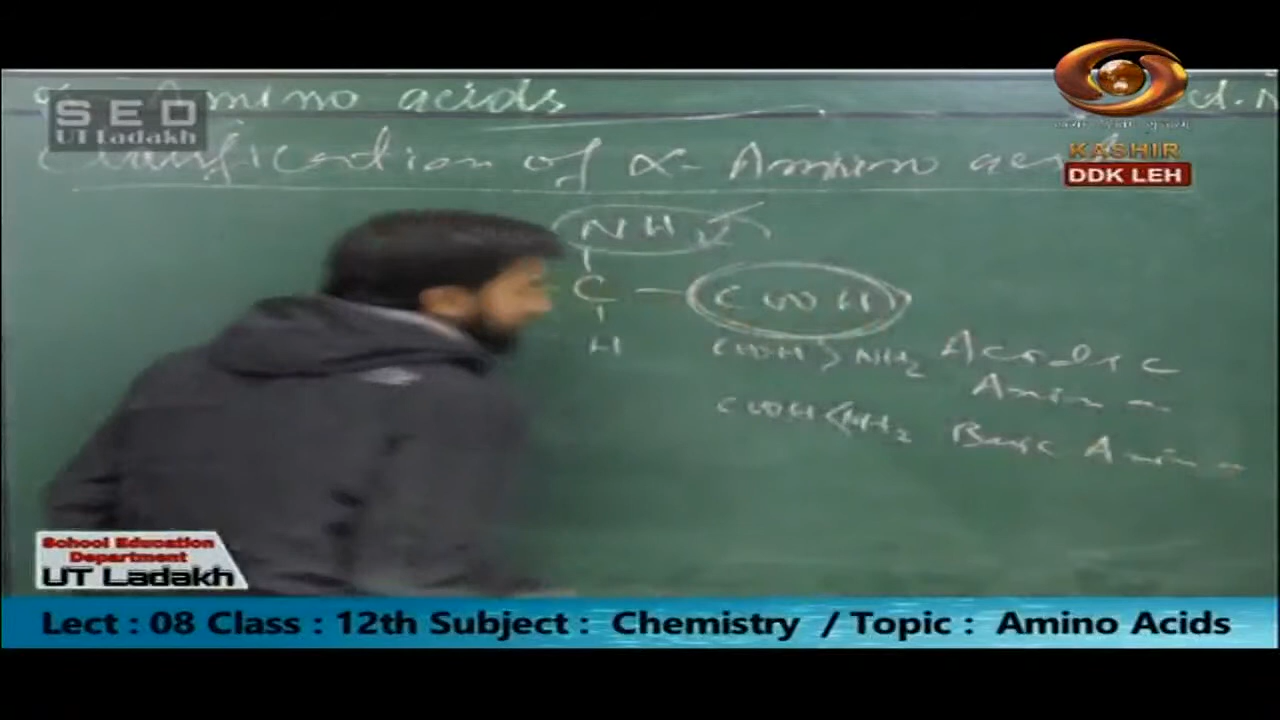 SED
UT Ladakh
Amino acids
KASHIR
DDK LEH
Classification of α- Amino
NH2
C - COOH
H
COOH > NH2 Acidic
Amino
COOH < NH2 Basic Amino
School Education
Department
UT Ladakh
Lect : 08 Class : 12th Subject : Chemistry / Topic : Amino Acids